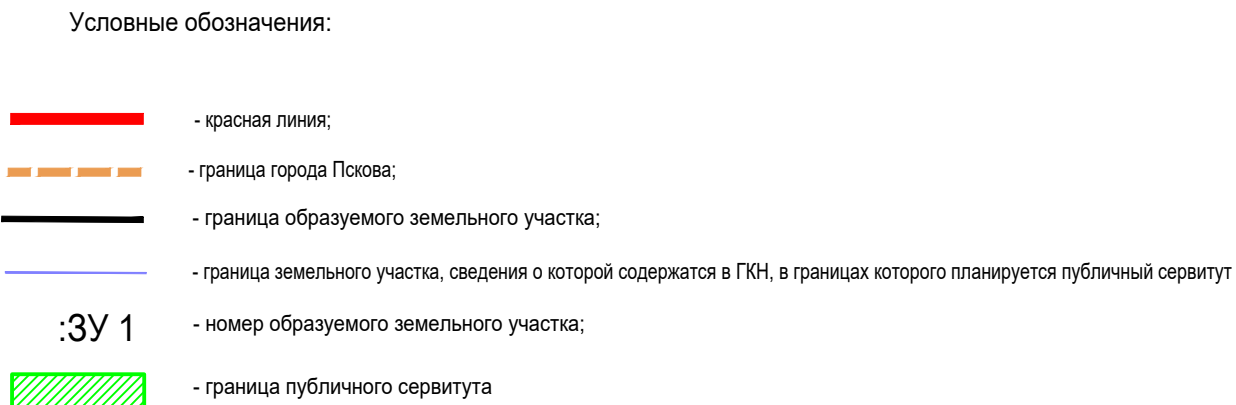 Условные обозначения:
- красная линия;
- граница города Пскова;
- граница образуемого земельного участка;
- граница земельного участка, сведения о которой содержатся в ГКН, в границах которого планируется публичный сервитут
:ЗУ 1 - номер образуемого земельного участка;
- граница публичного сервитута